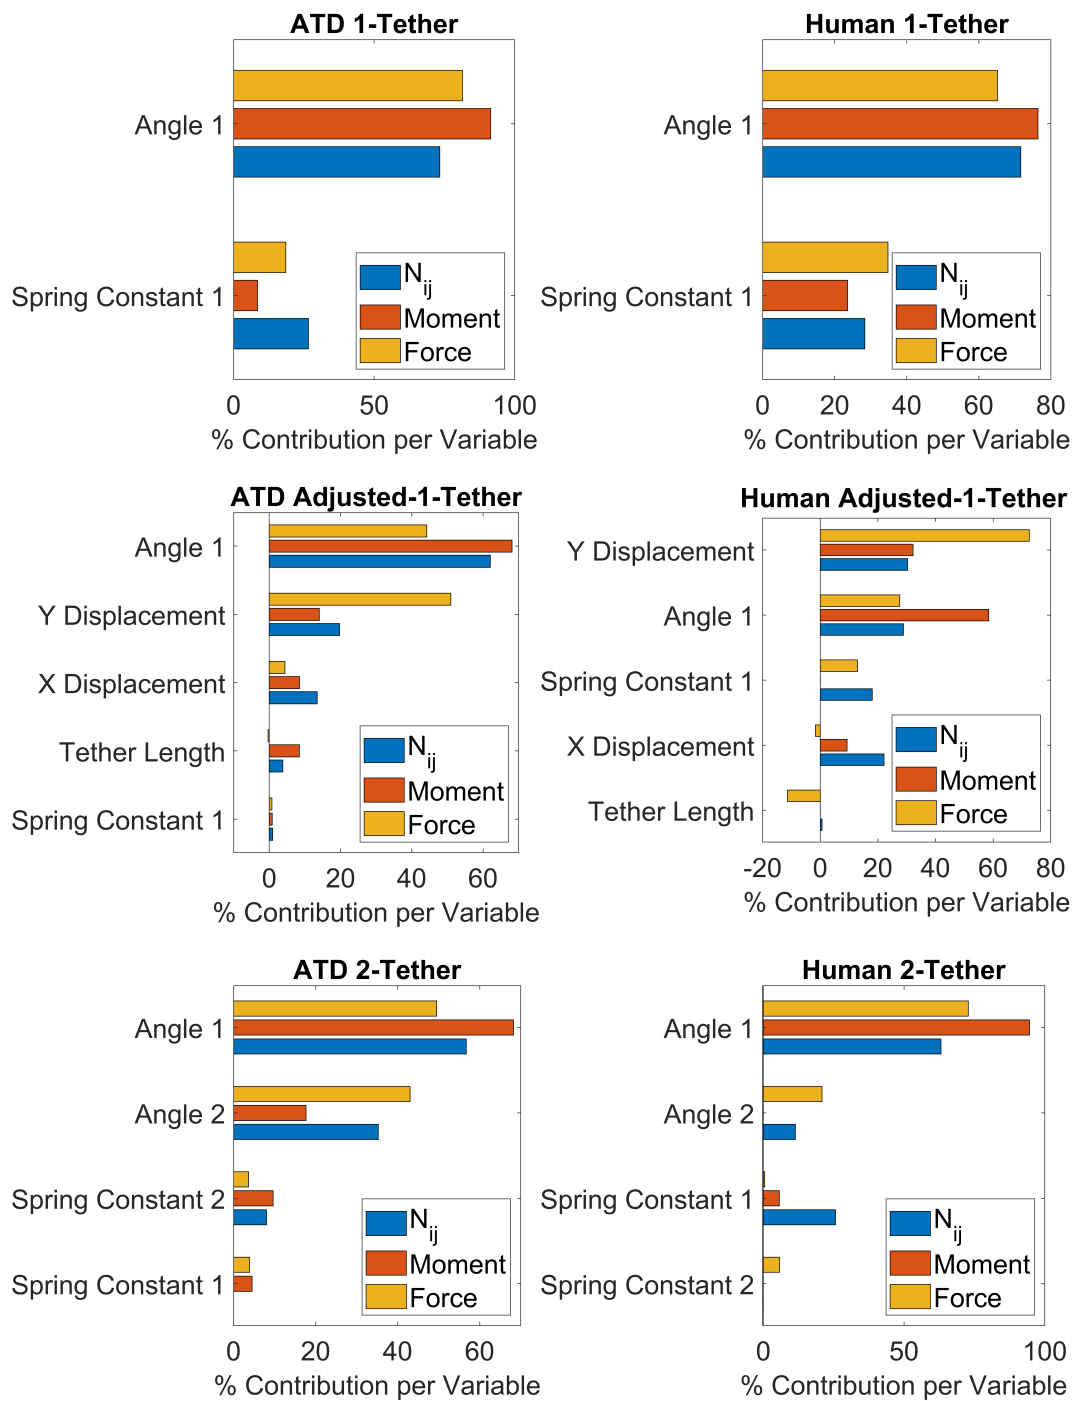 ATD 1-Tether
Angle 1
Spring Constant 1
N_ij
Moment
Force
0 50 100
% Contribution per Variable
Human 1-Tether
Angle 1
Spring Constant 1
N_ij
Moment
Force
0 20 40 60 80
% Contribution per Variable
ATD Adjusted-1-Tether
Angle 1
Y Displacement
X Displacement
Tether Length
Spring Constant 1
N_ij
Moment
Force
0 20 40 60
% Contribution per Variable
Human Adjusted-1-Tether
Y Displacement
Angle 1
Spring Constant 1
X Displacement
Tether Length
N_ij
Moment
Force
-20 0 20 40 60 80
% Contribution per Variable
ATD 2-Tether
Angle 1
Angle 2
Spring Constant 2
Spring Constant 1
N_ij
Moment
Force
0 20 40 60
% Contribution per Variable
Human 2-Tether
Angle 1
Angle 2
Spring Constant 1
Spring Constant 2
N_ij
Moment
Force
0 50 100
% Contribution per Variable